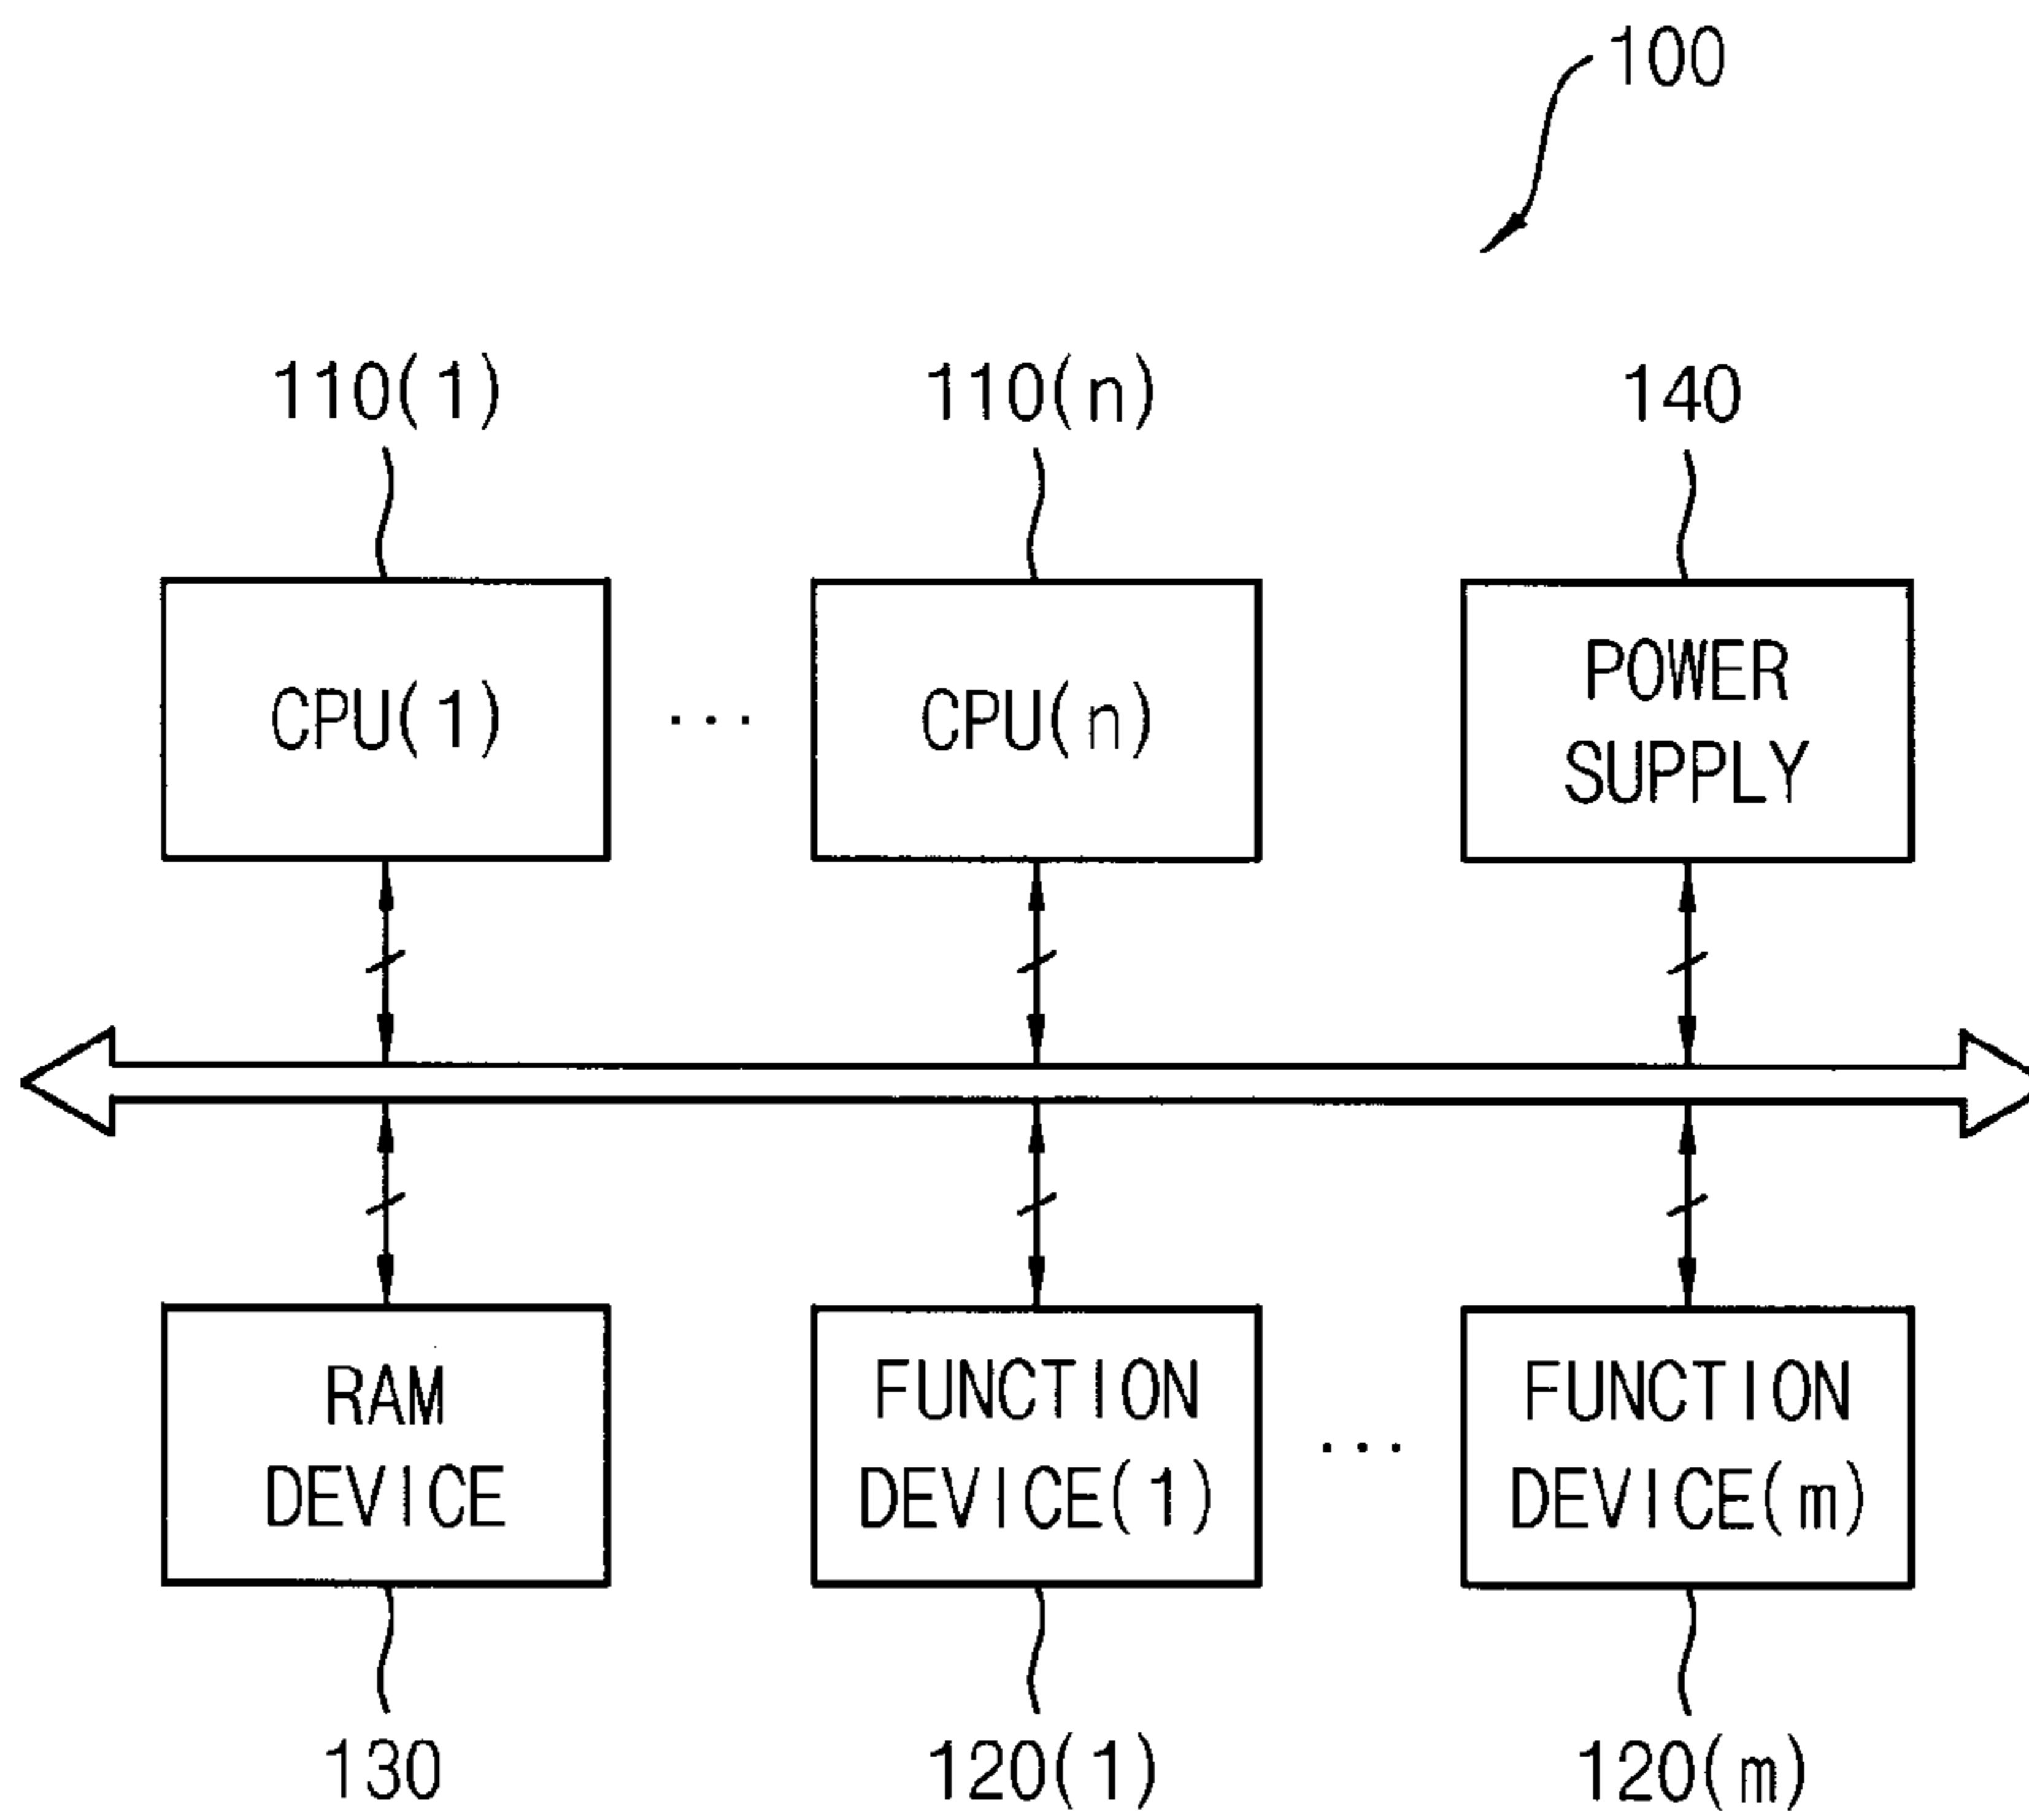 100
110(1)
110(n)
140
CPU(1)
...
CPU(n)
POWER
SUPPLY
RAM
DEVICE
FUNCTION
DEVICE(1)
...
FUNCTION
DEVICE(m)
130
120(1)
120(m)